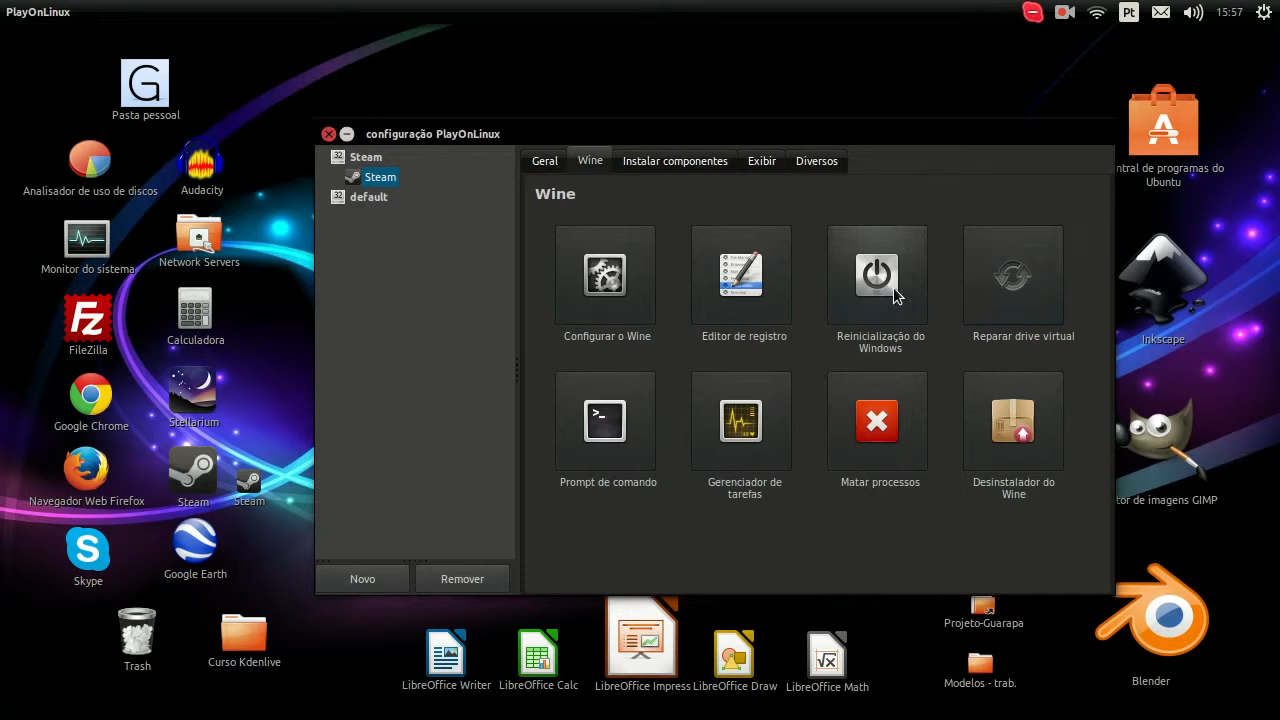 PlayOnLinux
Pt
15:57
Pasta pessoal
Analisador de uso de discos
Audacity
Monitor do sistema
Network Servers
FileZilla
Calculadora
Google Chrome
Stellarium
Navegador Web Firefox
Steam
Steam
Skype
Google Earth
Trash
Curso Kdenlive
configuração PlayOnLinux
32 Steam
Steam
32 default
Geral
Wine
Instalar componentes
Exibir
Diversos
Wine
Configurar o Wine
Editor de registro
Reinicialização do
Windows
Reparar drive virtual
Prompt de comando
Gerenciador de
tarefas
Matar processos
Desinstalador do
Wine
Novo
Remover
ntral de programas do
Ubuntu
Inkscape
tor de imagens GIMP
Projeto-Guarapa
Modelos - trab.
Blender
LibreOffice Writer
LibreOffice Calc
LibreOffice Impress
LibreOffice Draw
LibreOffice Math